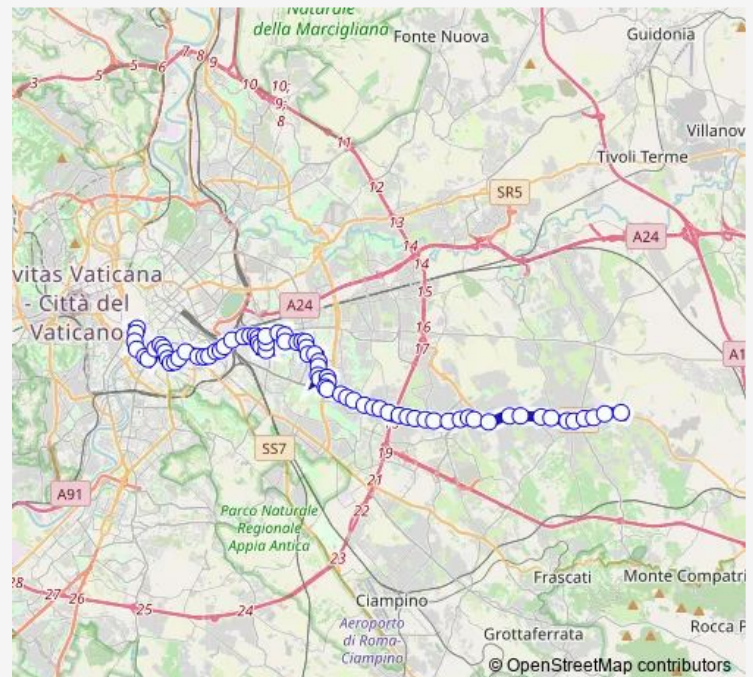 Naturale
della Marcigliana
Fonte Nuova
Guidonia
3
5
5
6
7
8
9
10
10;
9;
8
11
Villanov
12
Tivoli Terme
SR5
13
14
A24
14
vitas Vaticana
- Città del
Vaticano
A24
15
16
17
A1
SS7
19
A91
21
Parco Naturale
Regionale
Appia Antica
22
23
28
27
26
25
24
Frascati
Monte Compatri
Ciampino
Aeroporto
di Roma-
Ciampino
Grottaferrata
Rocca P
© OpenStreetMap contributors